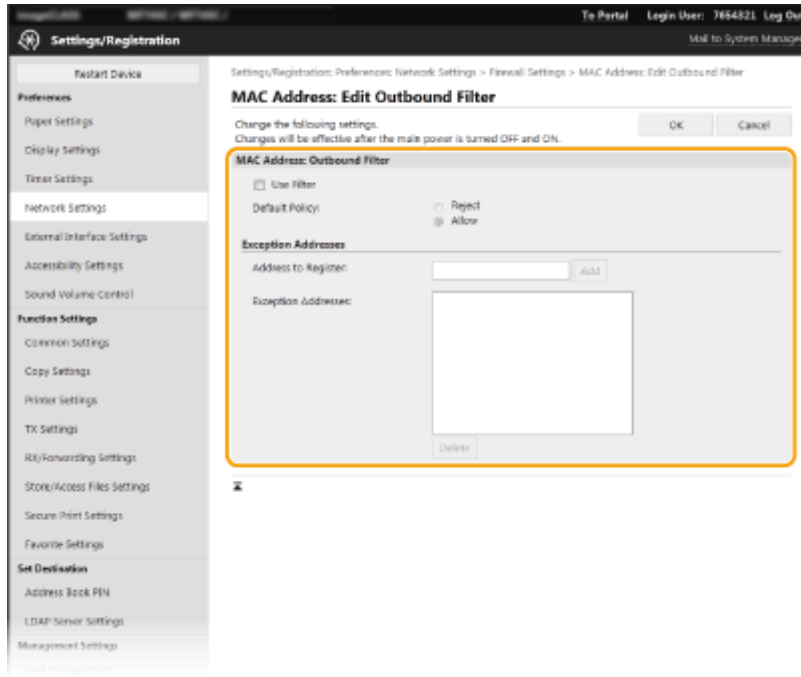 To Portal Login User: 7654321 Log Ou
Settings/Registration
Mail to System Manage
Restart Device
Preferences
Paper Settings
Display Settings
Timer Settings
Network Settings
External Interface Settings
Accessibility Settings
Sound Volume Control
Function Settings
Common Settings
Copy Settings
Printer Settings
TX Settings
RX/Forwarding Settings
Store/Access Files Settings
Secure Print Settings
Favorite Settings
Set Destination
Address Book PIN
LDAP Server Settings
Management Settings
Settings/Registration: Preferences: Network Settings > Firewall Settings > MAC Address: Edit Outbound Filter
MAC Address: Edit Outbound Filter
Change the following settings.
Changes will be effective after the main power is turned OFF and ON.
OK Cancel
MAC Address: Outbound Filter
Use Filter
Default Policy: Reject
Allow
Exception Addresses
Address to Register: Add
Exception Addresses:
Delete